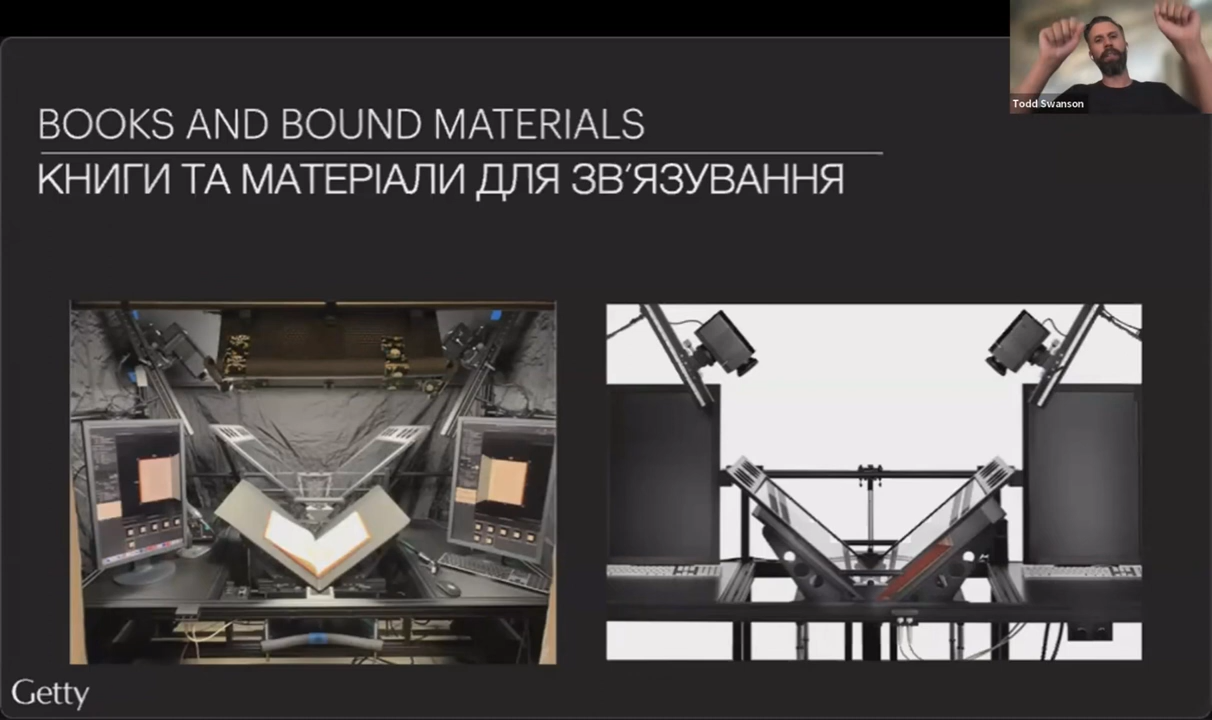 Todd Swanson
BOOKS AND BOUND MATERIALS
КНИГИ ТА МАТЕРІАЛИ ДЛЯ ЗВ’ЯЗУВАННЯ
Getty